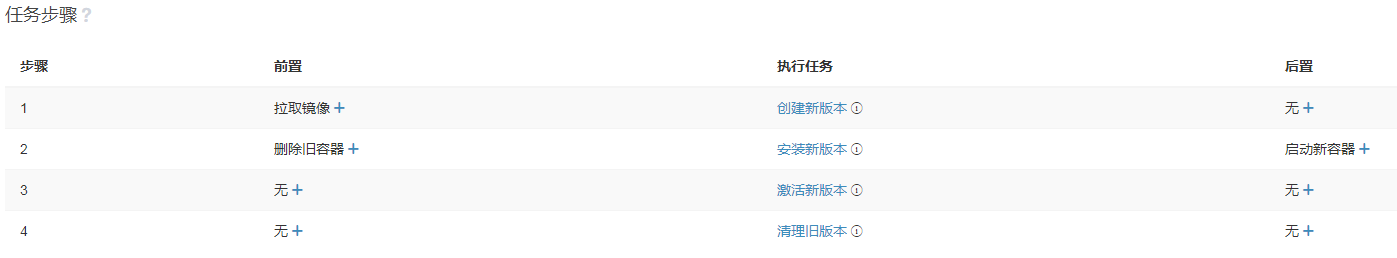 任务步骤 ?
步骤 前置 执行任务 后置
1 拉取镜像 + 创建新版本 无 +
2 删除旧容器 + 安装新版本 启动新容器 +
3 无 + 激活新版本 无 +
4 无 + 清理旧版本 无 +